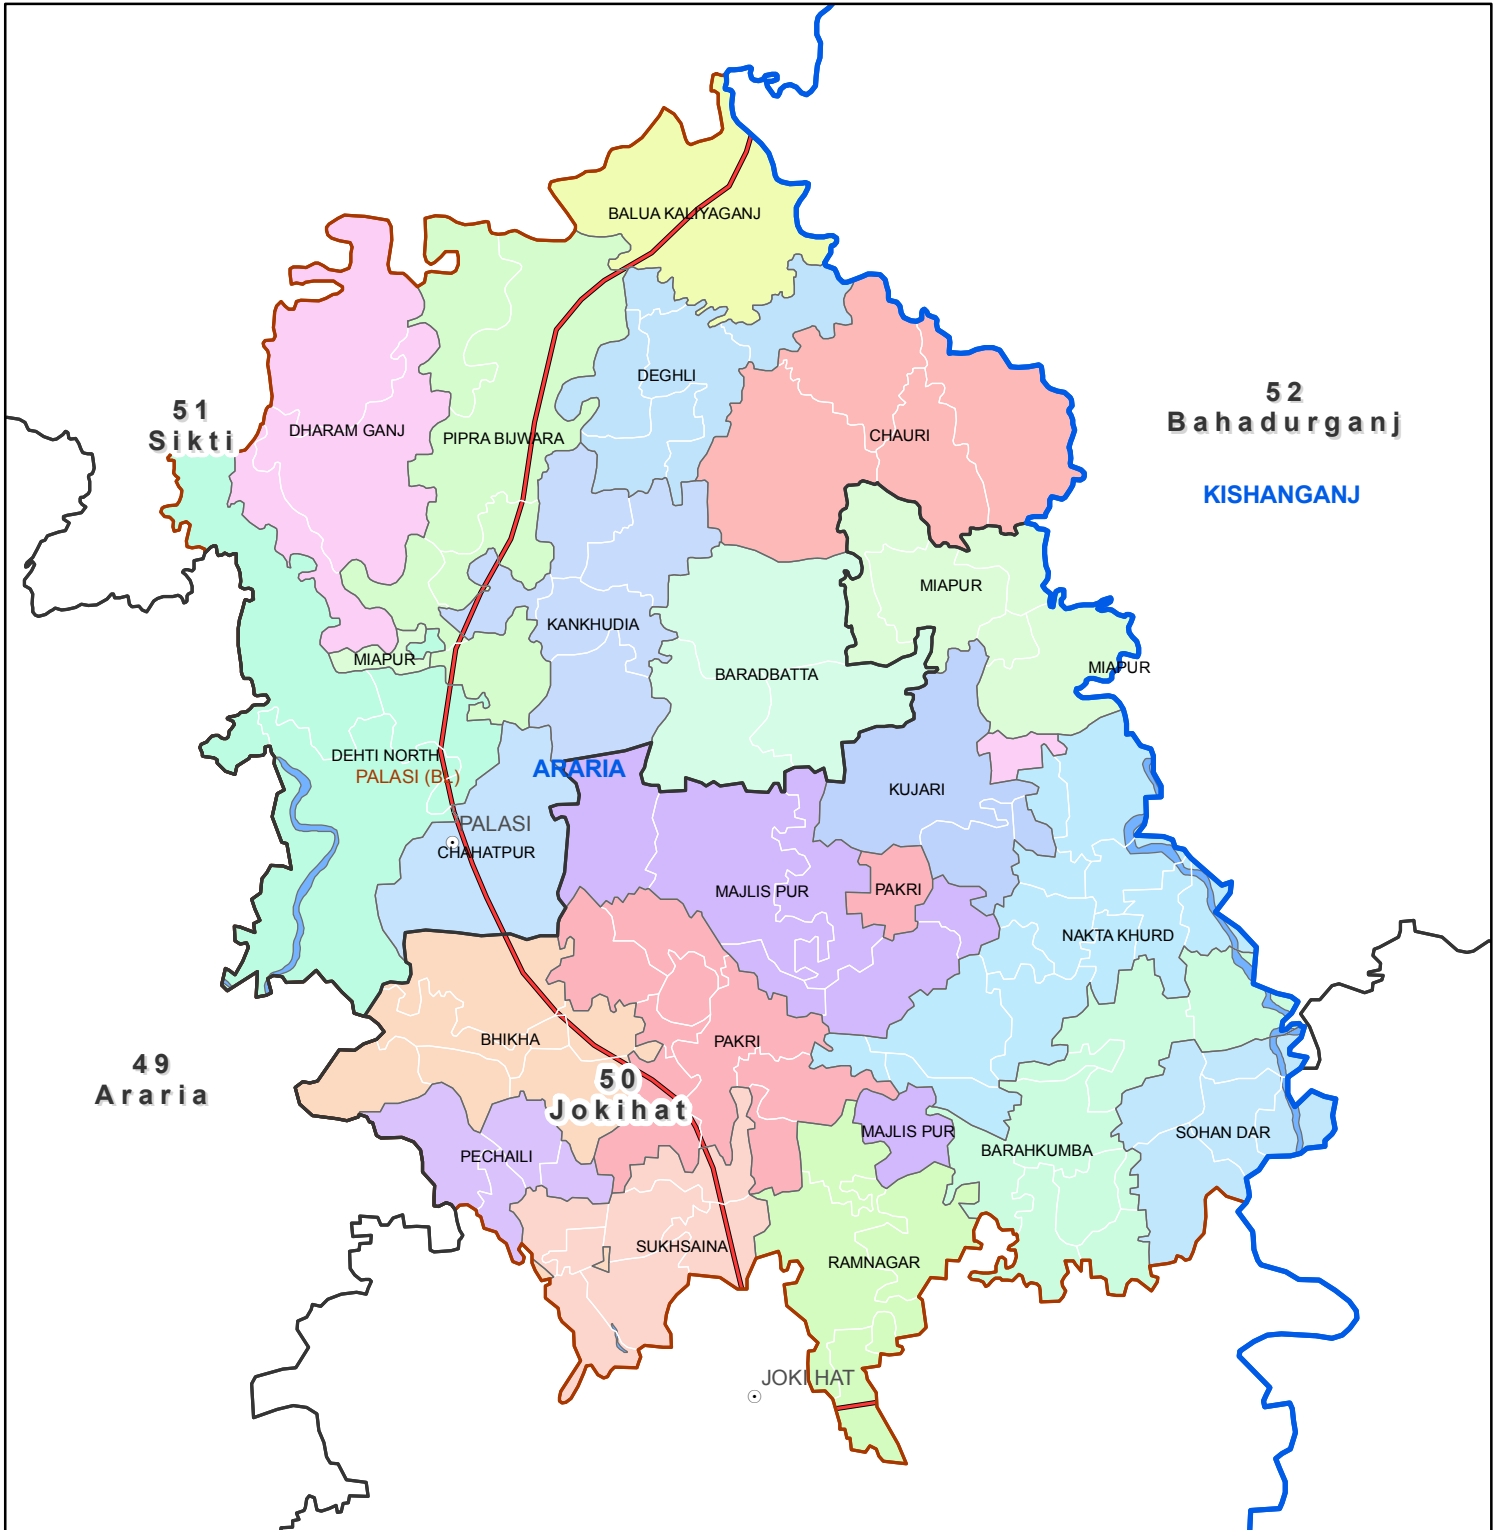 BALUA KALIYAGANJ
DEGHLI
51
Sikti
DHARAM GANJ
PIPRA BIJWARA
CHAURI
52
Bahadurganj
KISHANGANJ
MIAPUR
KANKHUDIA
MIAPUR
BARADBATTA
MIAPUR
DEHTI NORTH
PALASI (BL)
ARARIA
KUJARI
PALASI
CHAHATPUR
MAJLIS PUR
PAKRI
NAKTA KHURD
BHIKHA
PAKRI
49
Araria
50
Jokihat
PECHAILI
MAJLIS PUR
BARAHKUMBA
SOHAN DAR
SUKHSAINA
RAMNAGAR
JOKI HAT